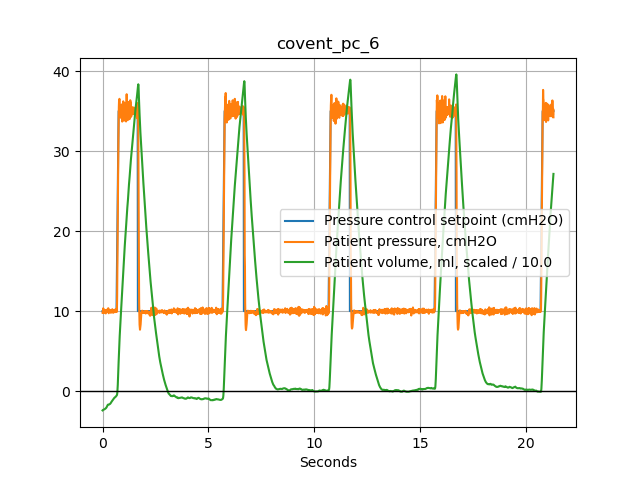 covent_pc_6
40
30
20
10
0
Pressure control setpoint (cmH2O)
Patient pressure, cmH2O
Patient volume, ml, scaled / 10.0
0 5 10 15 20
Seconds